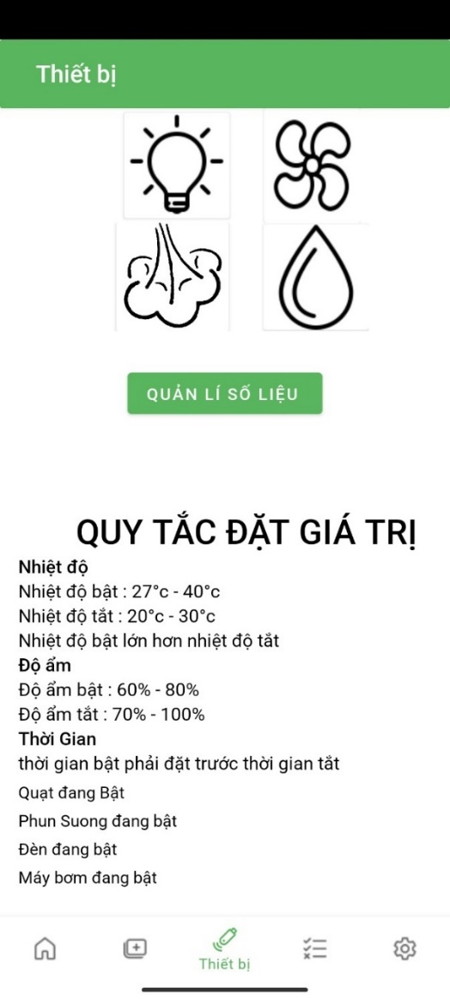 Thiết bị
QUẢN LÍ SỐ LIỆU
QUY TẮC ĐẶT GIÁ TRỊ
Nhiệt độ
Nhiệt độ bật : 27°c - 40°c
Nhiệt độ tắt : 20°c - 30°c
Nhiệt độ bật lớn hơn nhiệt độ tắt
Độ ẩm
Độ ẩm bật : 60% - 80%
Độ ẩm tắt : 70% - 100%
Thời Gian
thời gian bật phải đặt trước thời gian tắt
Quạt đang Bật
Phun Suong đang bật
Đèn đang bật
Máy bơm đang bật
Thiết bị